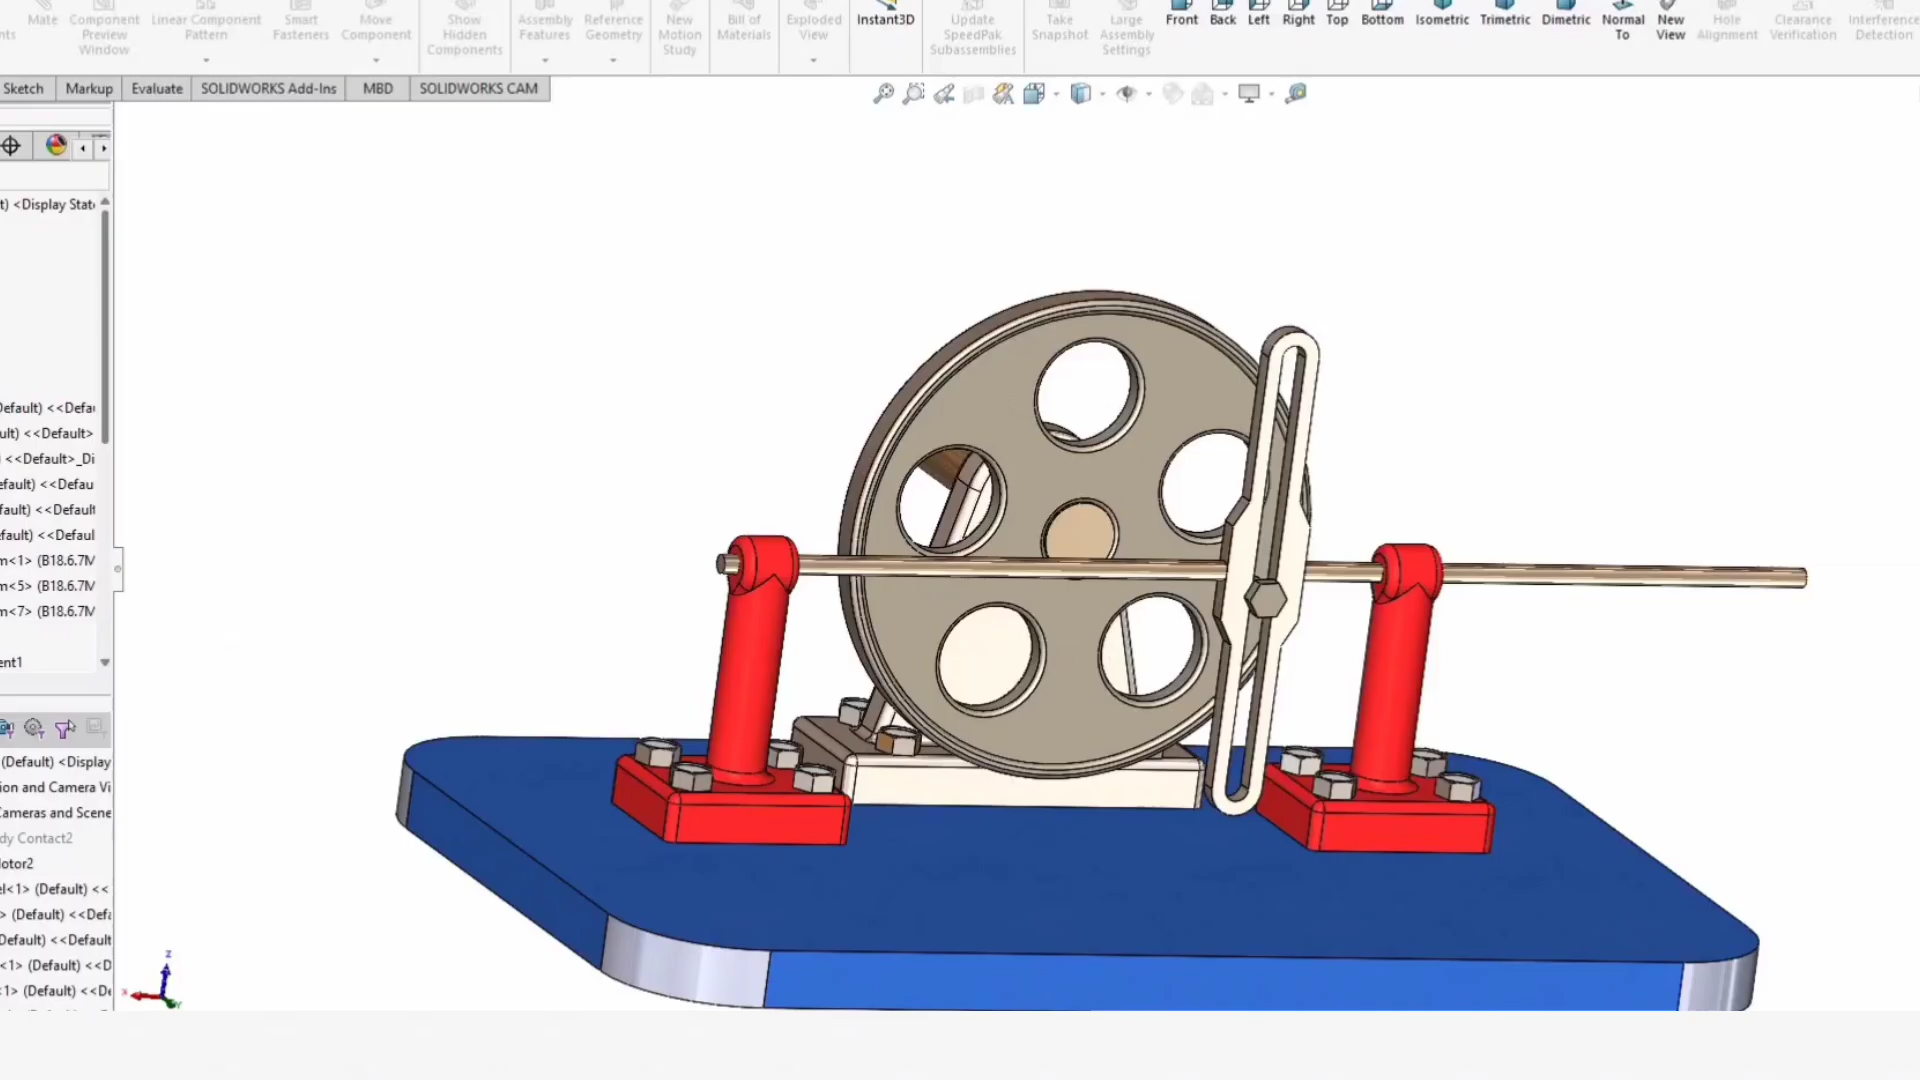 Mate
Component Preview Window
Linear Component Pattern
Smart Fasteners
Move Component
Show Hidden Components
Assembly Features
Reference Geometry
New Motion Study
Bill of Materials
Exploded View
Instant3D
Update SpeedPak Subassemblies
Take Snapshot
Large Assembly Settings
Front
Back
Left
Right
Top
Bottom
Isometric
Trimetric
Dimetric
Normal To
New View
Hole Alignment
Clearance Verification
Interference Detection
nts
Sketch
Markup
Evaluate
SOLIDWORKS Add-Ins
MBD
SOLIDWORKS CAM
t) <Display Stat
Default) <<Defa
ult) <<Default>
) <<Default>_Di
efault) <<Defau
fault) <<Default
efault) <<Defaul
m<1> (B18.6.7M
m<5> (B18.6.7M
m<7> (B18.6.7M
ent1
(Default) <Display
ion and Camera Vi
Cameras and Scene
dy Contact2
otor2
el<1> (Default) <<
> (Default) <<Defa
Default) <<Default
<1> (Default) <<D
<1> (Default) <<De
z
x
Y